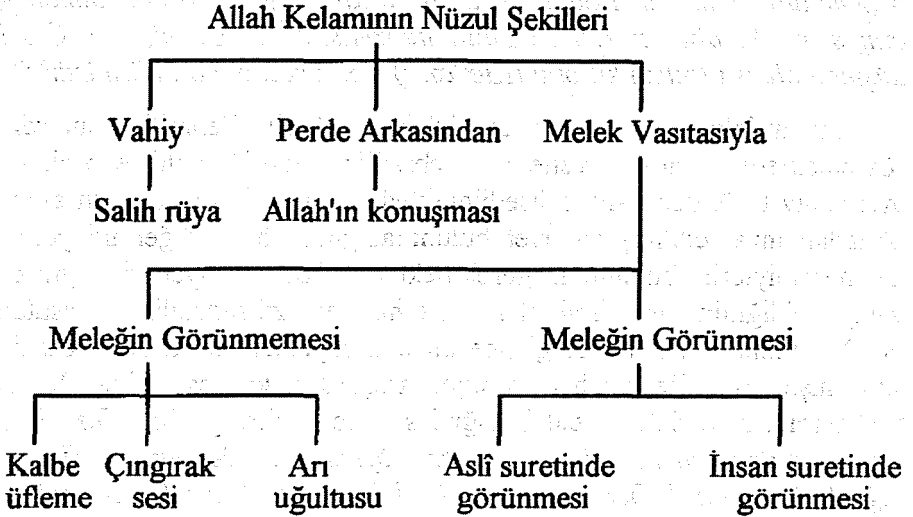 Allah Kelamının Nüzul Şekilleri
Vahiy Perde Arkasından Melek Vasıtasıyla
Salih rüya Allah'ın konuşması
Meleğin Görünmemesi Meleğin Görünmesi
Kalbe Çıngırak Arı Aslî suretinde İnsan suretinde
üfleme sesi uğultusu görünmesi görünmesi